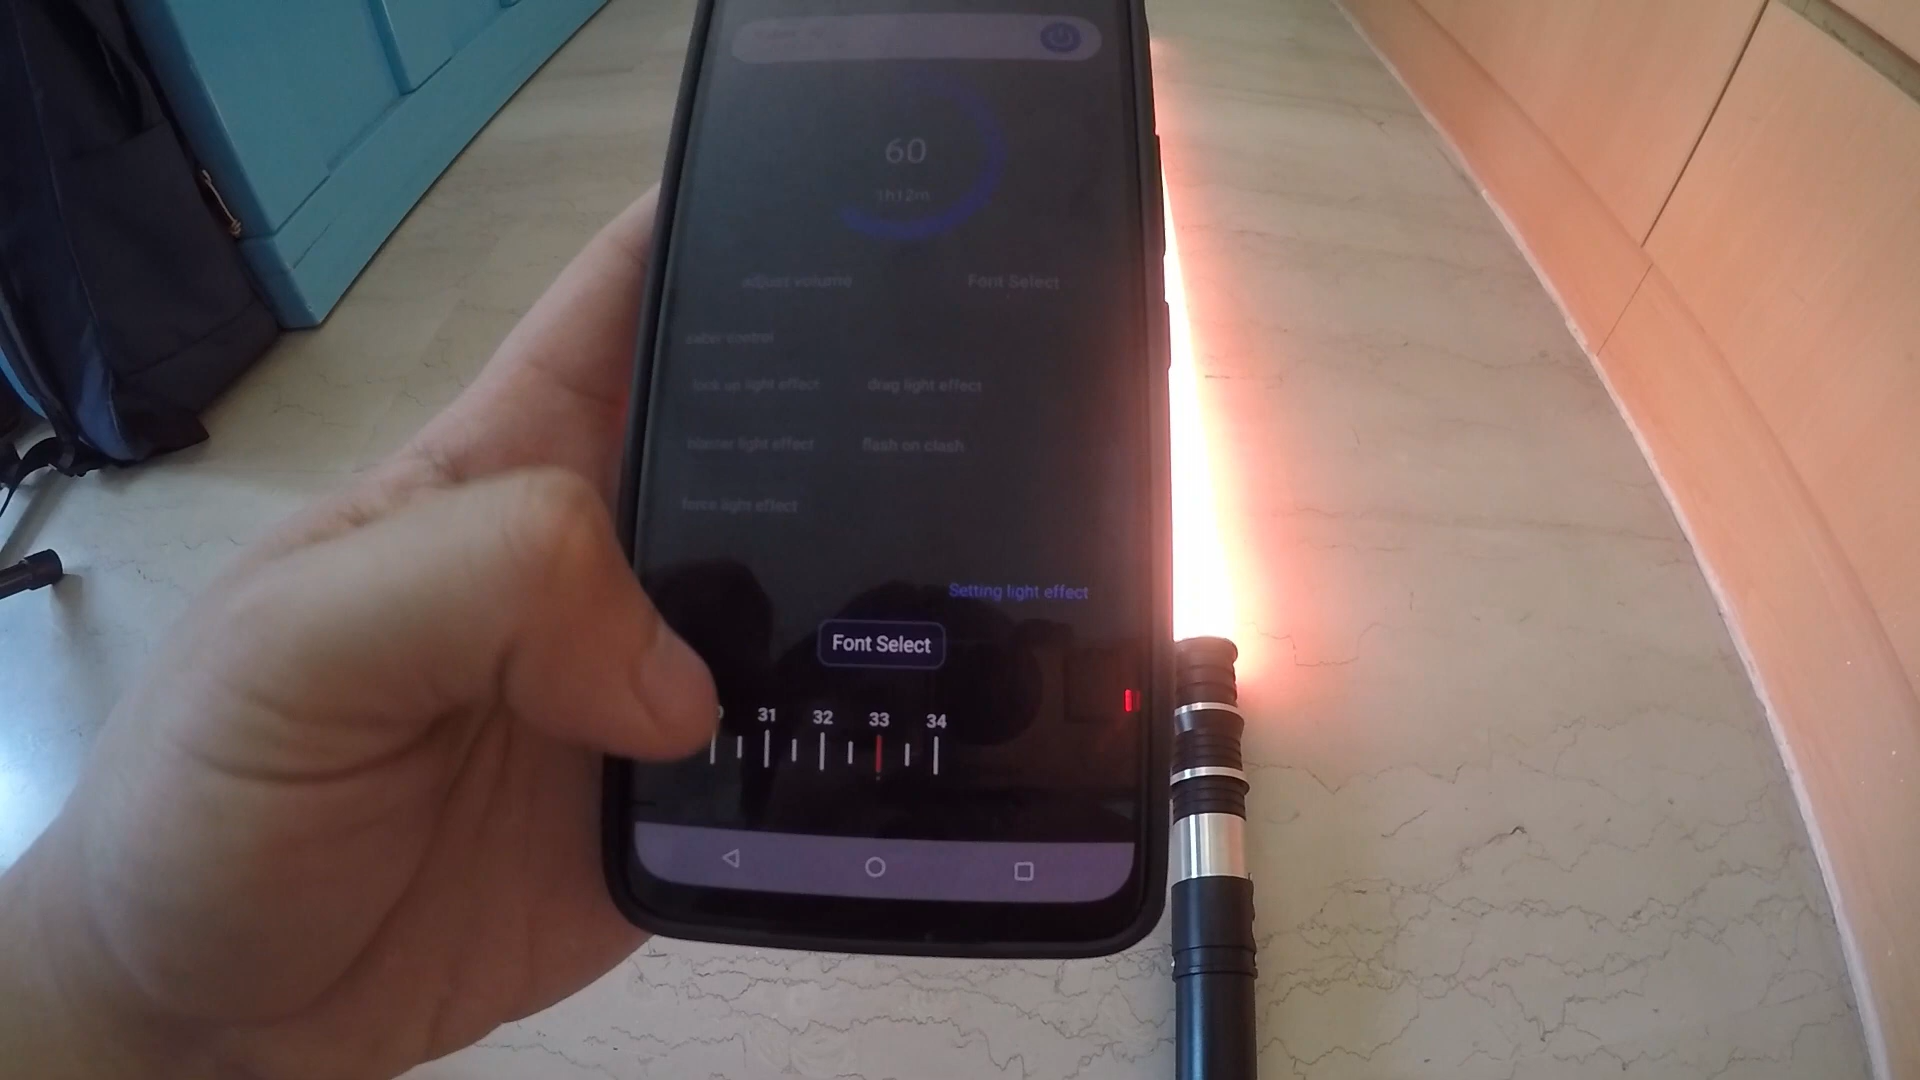 60
1h12m
adjust volume Font Select
saber control
look up light effect drag light effect
blaster light effect flash on clash
force light effect
Setting light effect
Font Select
31 32 33 34